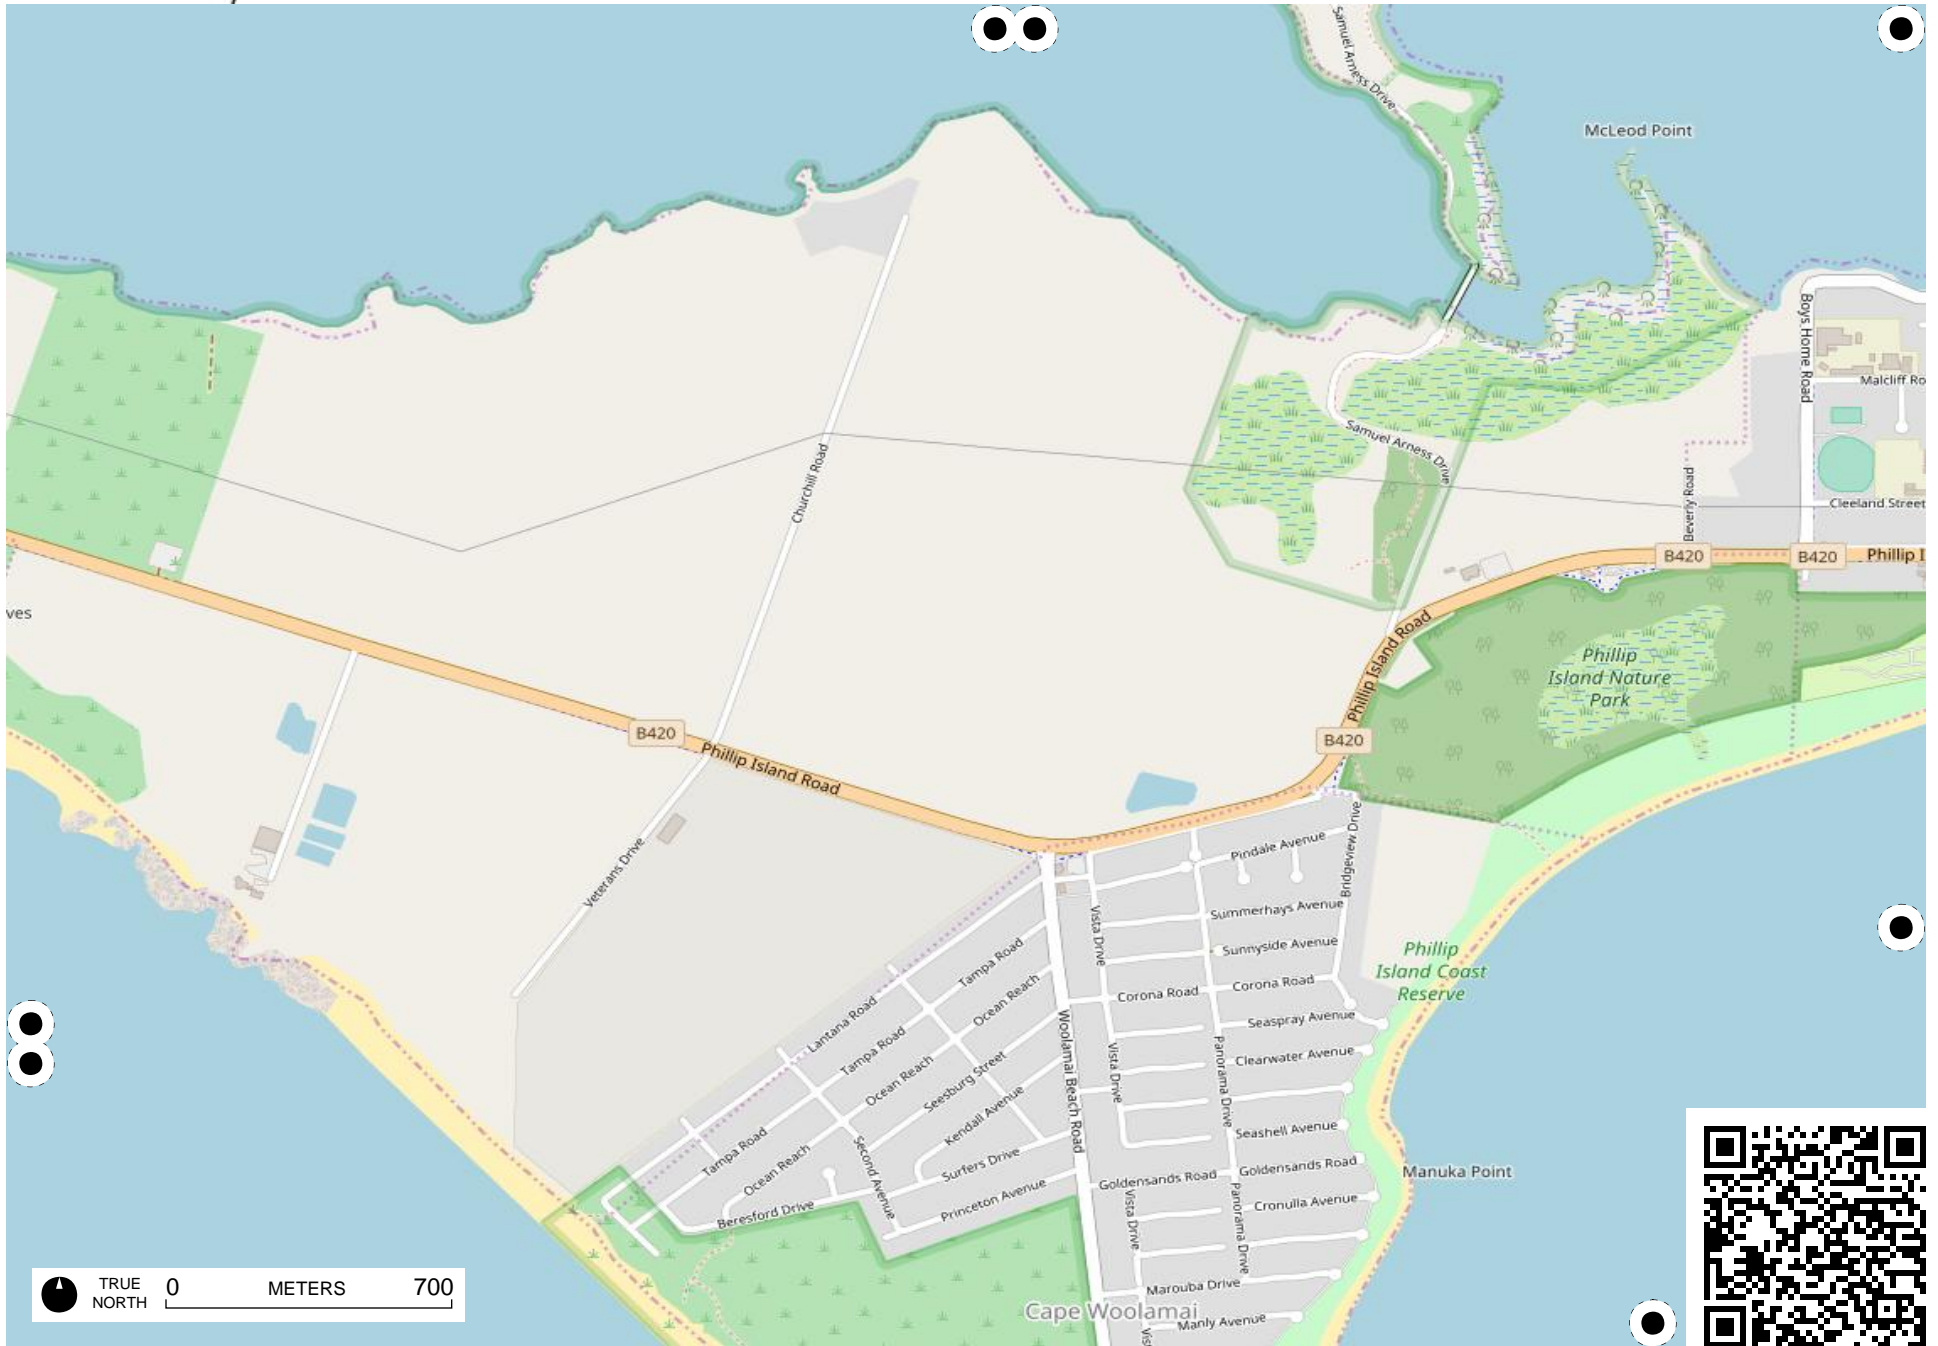 Samuel Arness Drive
McLeod Point
Boys Home Road
Malcliff Ro
Churchill Road
Samuel Arness Drive
Beverly Road
Cleeland Street
B420
B420
Phillip I
ves
Phillip Island Road
Phillip
Island Nature
Park
B420
B420
Phillip Island Road
Veterans Drive
Pindale Avenue
Bridgeview Drive
Vista Drive
Summerhays Avenue
Tampa Road
Sunnyside Avenue
Phillip
Island Coast
Reserve
Ocean Reach
Corona Road
Corona Road
Lantana Road
Seaspray Avenue
Woolamai Beach Road
Tampa Road
Vista Drive
Panorama Drive
Clearwater Avenue
Ocean Reach
Seesburg Street
Kendall Avenue
Seashell Avenue
Tampa Road
Second Avenue
Surfers Drive
Goldensands Road
Goldensands Road
Manuka Point
Ocean Reach
Princeton Avenue
Cronulla Avenue
Beresford Drive
Vista Drive
Panorama Drive
Marouba Drive
Cape Woolamai
Manly Avenue
Vis
TRUE
NORTH
0 METERS 700